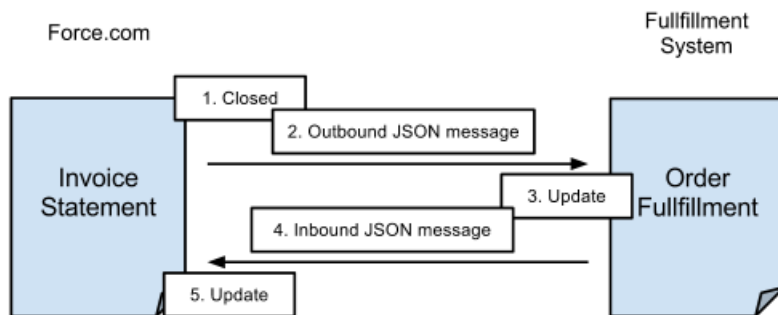 Force.com
Fullfillment
System
1. Closed
2. Outbound JSON message
Invoice
Statement
3. Update
Order
Fullfillment
4. Inbound JSON message
5. Update